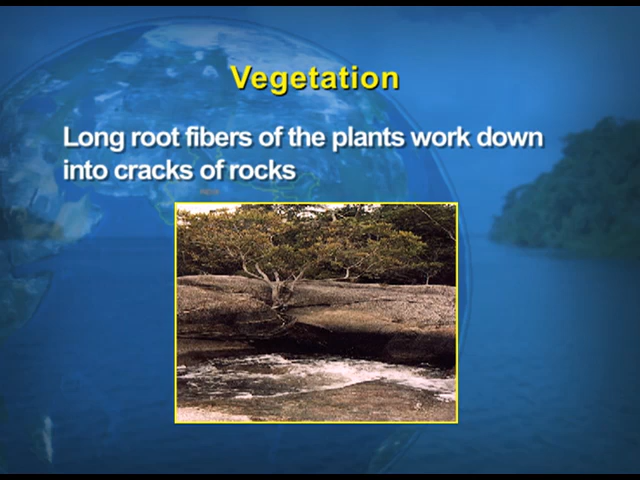 Vegetation
Long root fibers of the plants work down
into cracks of rocks